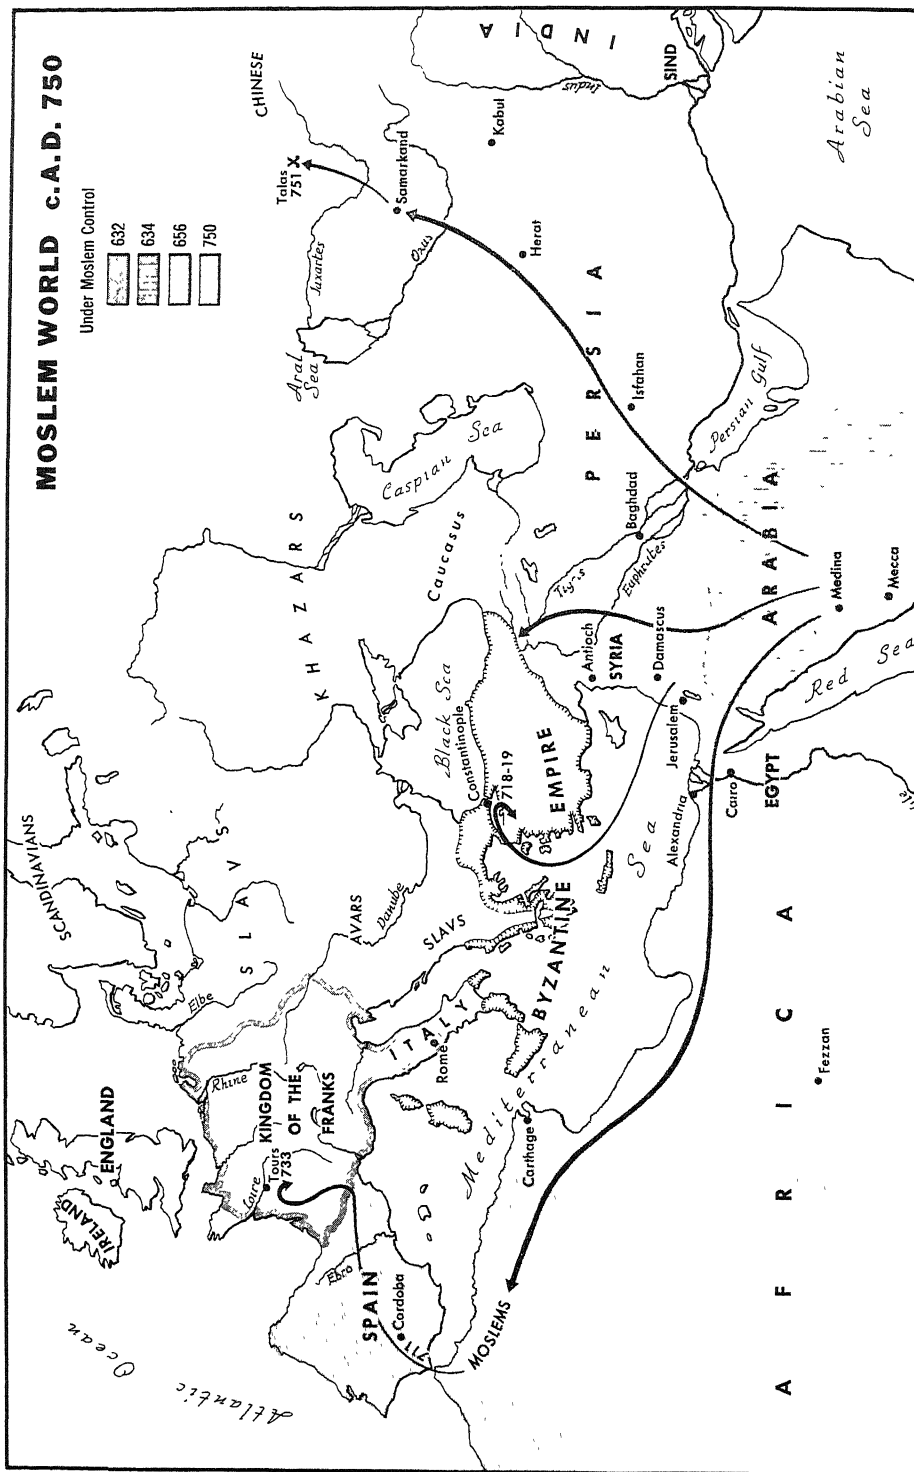 MOSLEM WORLD c.A.D. 750
Under Moslem Control
632
634
656
750
SCANDINAVIANS
IRELAND
ENGLAND
Atlantic Ocean
Elbe
SLAVS
Rhine
KINGDOM
OF THE
FRANKS
Loire
Tours
733
AVARS
Danube
SLAVS
KHAZARS
Caucasus
Caspian Sea
Aral
Sea
Jaxartes
Oxus
Talas
751
CHINESE
Samarkand
Kabul
Herat
INDIA
Indus
SIND
Arabian
Sea
PERSIA
Isfahan
Persian Gulf
Baghdad
Tigris
Euphrates
Black Sea
Constantinople
718-19
BYZANTINE EMPIRE
Antioch
SYRIA
Damascus
Jerusalem
ITALY
Rome
Mediterranean Sea
SPAIN
Ebro
Cordoba
711
MOSLEMS
Carthage
Fezzan
AFRICA
Alexandria
Cairo
EGYPT
Red Sea
ARABIA
Medina
Mecca